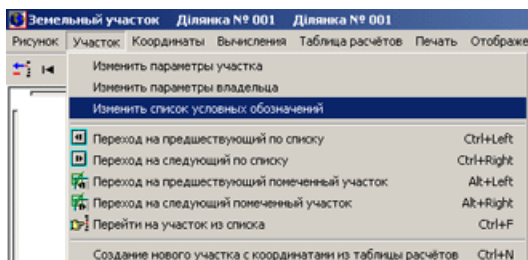 Земельный участок Ділянка № 001 Ділянка № 001
Рисунок Участок Координаты Вычисления Таблица расчётов Печать Отображе
Изменить параметры участка
Изменить параметры владельца
Изменить список условных обозначений
Переход на предшествующий по списку Ctrl+Left
Переход на следующий по списку Ctrl+Right
Переход на предшествующий помеченный участок Alt+Left
Переход на следующий помеченный участок Alt+Right
Перейти на участок из списка Ctrl+F
Создание нового участка с координатами из таблицы расчётов Ctrl+N